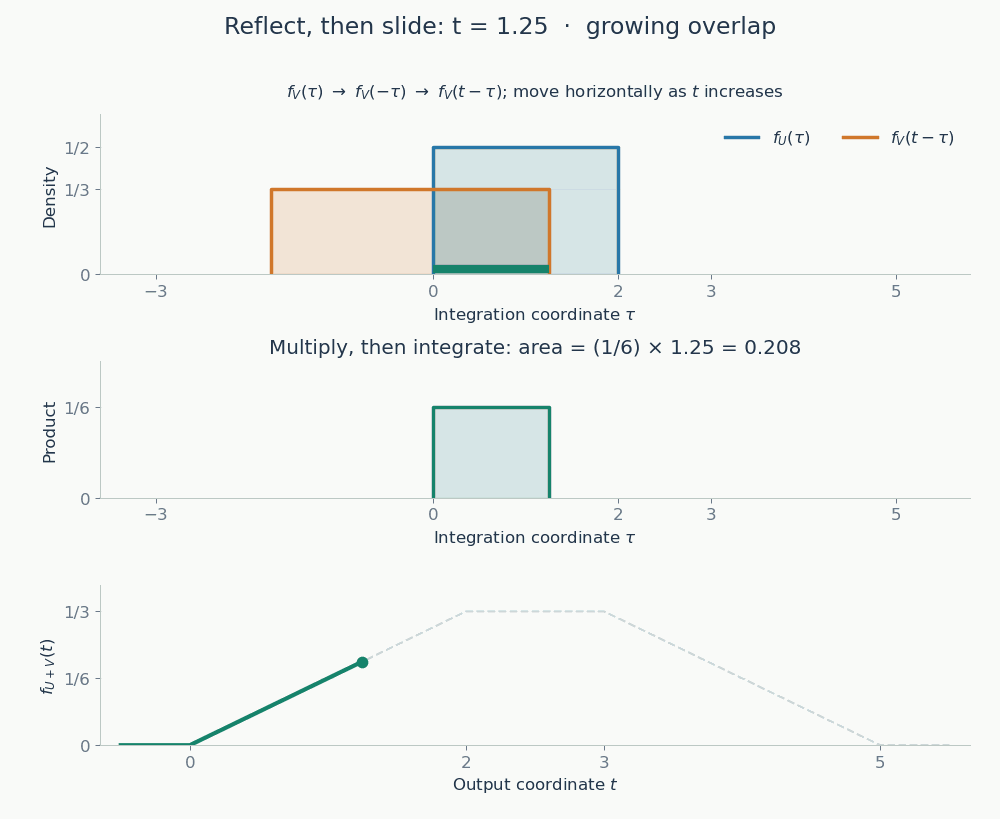 Reflect, then slide: t = 1.25 · growing overlap
f_V(τ) → f_V(−τ) → f_V(t − τ); move horizontally as t increases
f_U(τ) f_V(t − τ)
Density
1/2
1/3
0
−3 0 2 3 5
Integration coordinate τ
Multiply, then integrate: area = (1/6) × 1.25 = 0.208
Product
1/6
0
−3 0 2 3 5
Integration coordinate τ
f_{U+V}(t)
1/3
1/6
0
0 2 3 5
Output coordinate t